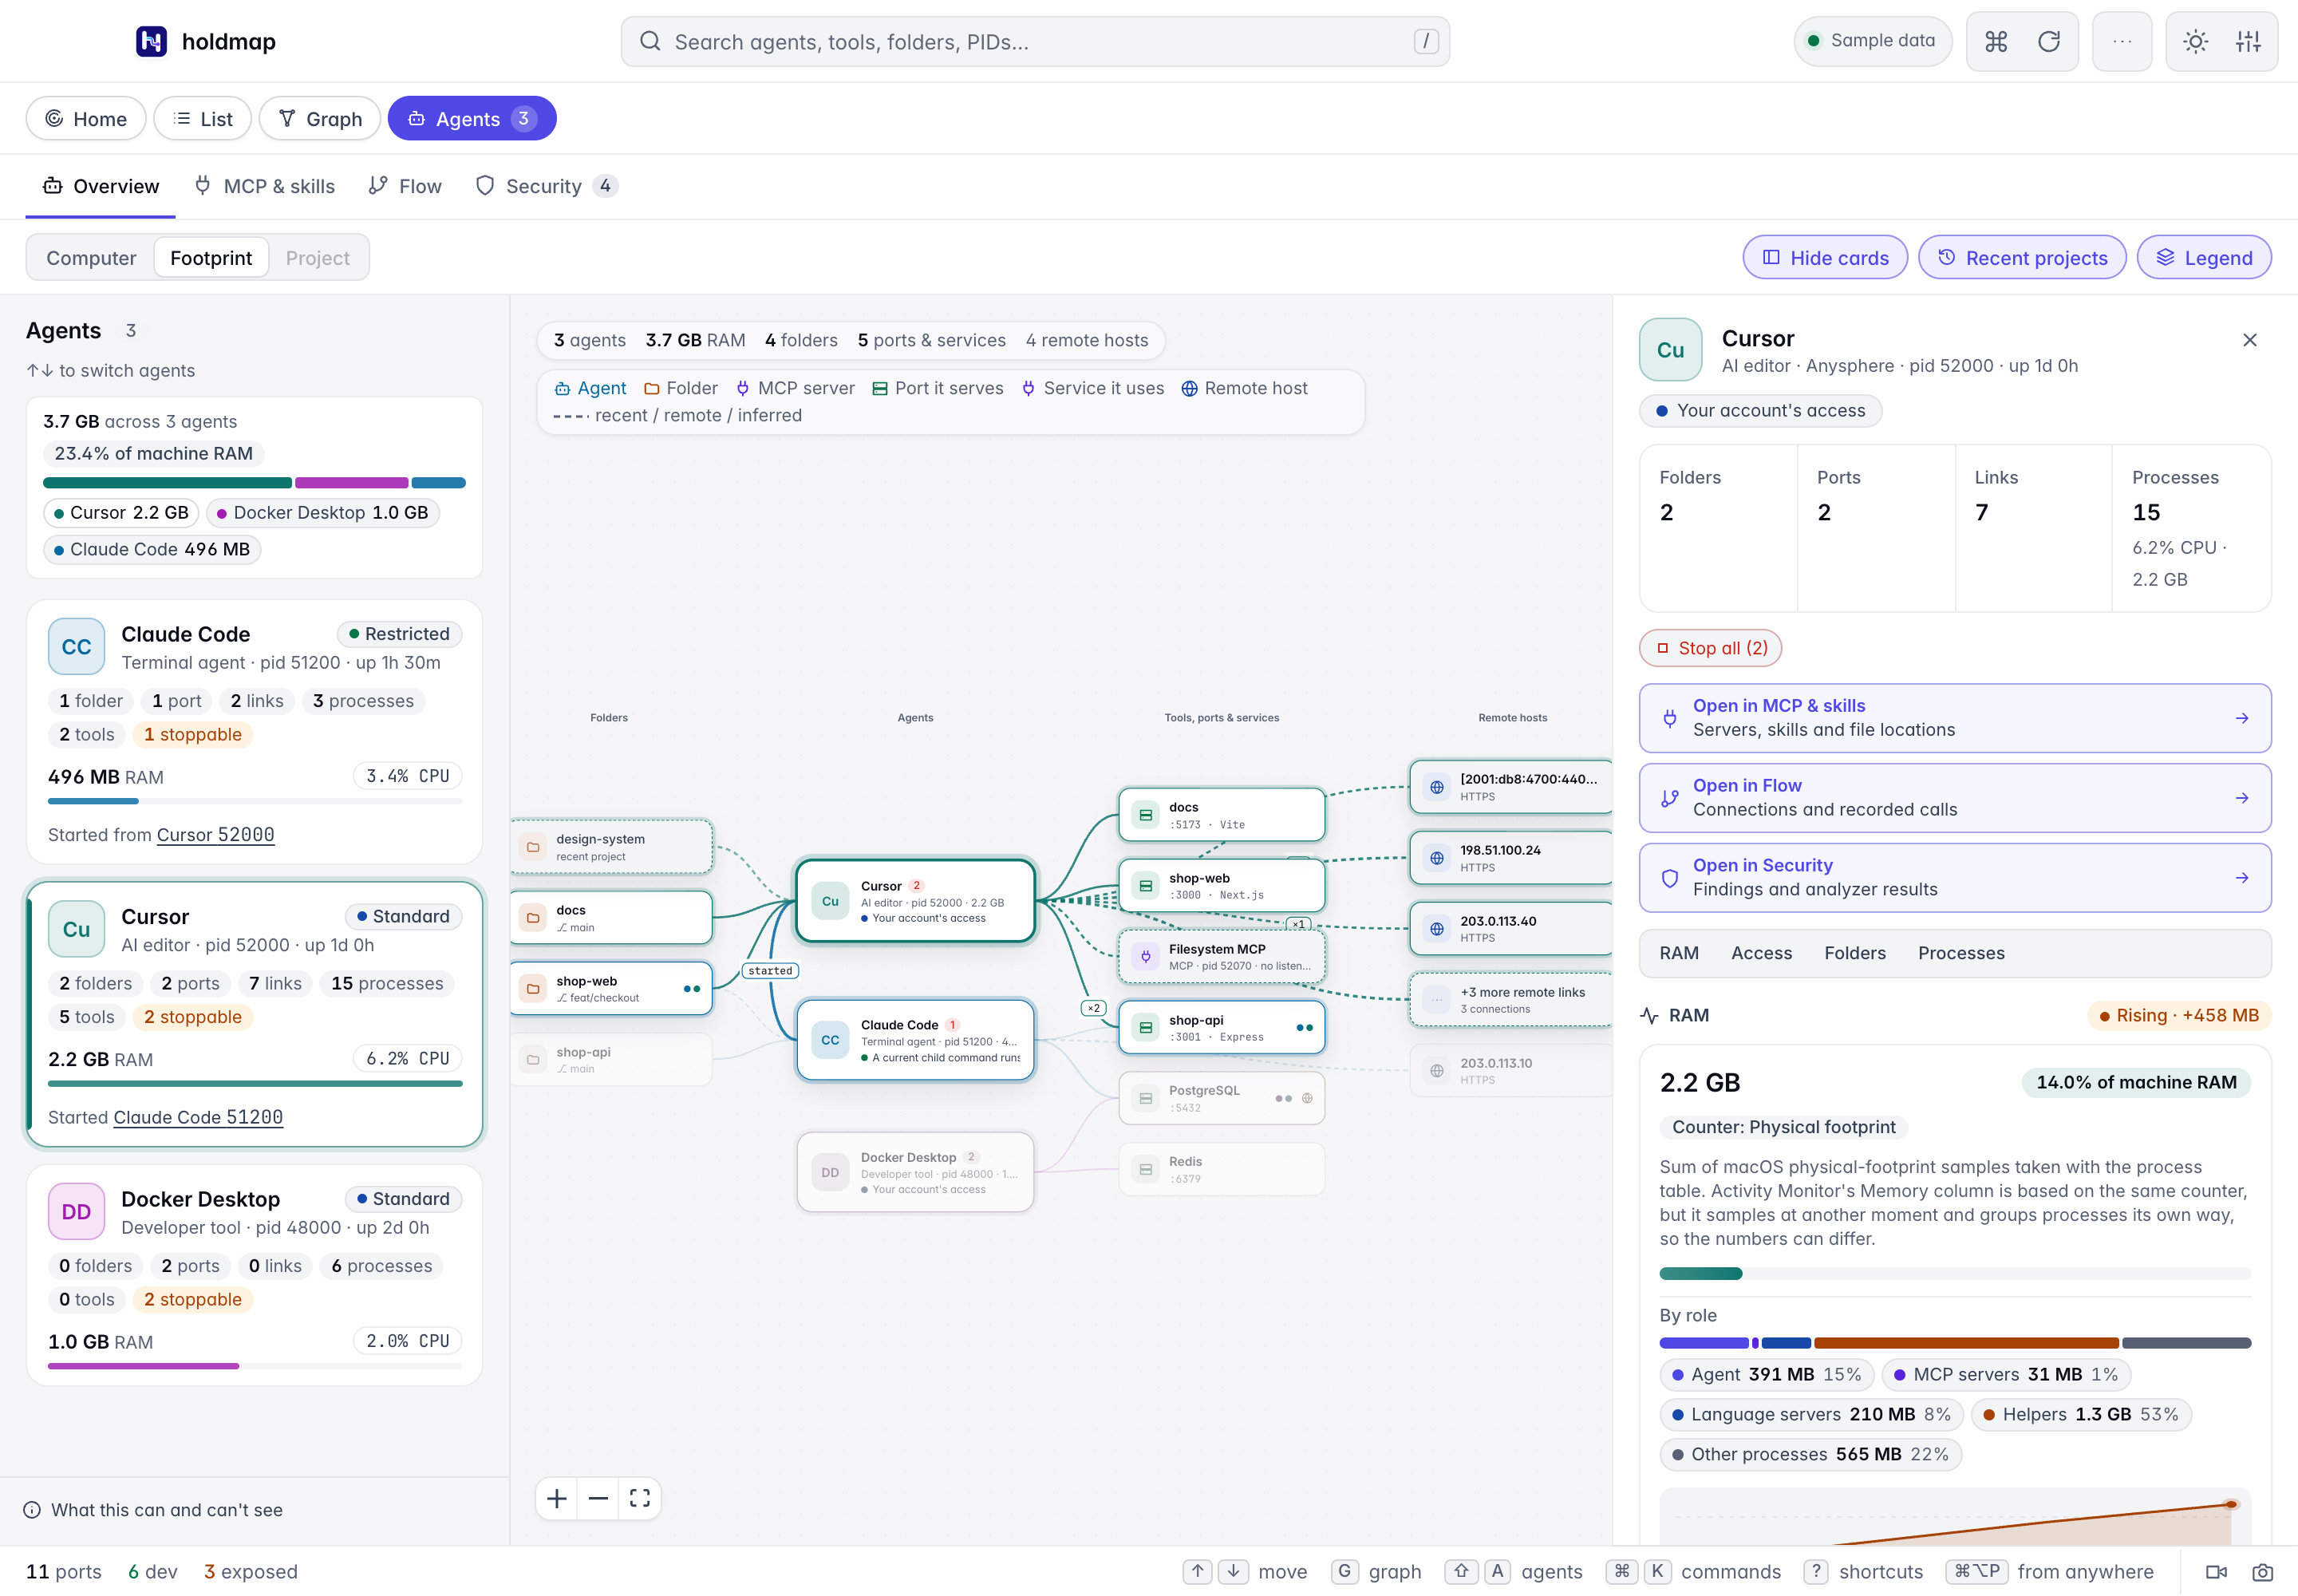 holdmap
Search agents, tools, folders, PIDs...
/
Sample data
Home
List
Graph
Agents 3
Overview
MCP & skills
Flow
Security 4
Computer
Footprint
Project
Hide cards
Recent projects
Legend
Agents 3
↑↓ to switch agents
3.7 GB across 3 agents
23.4% of machine RAM
Cursor 2.2 GB
Docker Desktop 1.0 GB
Claude Code 496 MB
CC
Claude Code
Restricted
Terminal agent · pid 51200 · up 1h 30m
1 folder
1 port
2 links
3 processes
2 tools
1 stoppable
496 MB RAM
3.4% CPU
Started from Cursor 52000
Cu
Cursor
Standard
AI editor · pid 52000 · up 1d 0h
2 folders
2 ports
7 links
15 processes
5 tools
2 stoppable
2.2 GB RAM
6.2% CPU
Started Claude Code 51200
DD
Docker Desktop
Standard
Developer tool · pid 48000 · up 2d 0h
0 folders
2 ports
0 links
6 processes
0 tools
2 stoppable
1.0 GB RAM
2.0% CPU
What this can and can't see
3 agents 3.7 GB RAM 4 folders 5 ports & services 4 remote hosts
Agent Folder MCP server Port it serves Service it uses Remote host
recent / remote / inferred
Folders
Agents
Tools, ports & services
Remote hosts
design-system
recent project
docs
main
shop-web
feat/checkout
shop-api
main
started
Cu
Cursor 2
AI editor · pid 52000 · 2.2 GB
Your account's access
CC
Claude Code 1
Terminal agent · pid 51200 · 4...
A current child command runs
DD
Docker Desktop 2
Developer tool · pid 48000 · 1....
Your account's access
×2
×1
docs
:5173 · Vite
shop-web
:3000 · Next.js
Filesystem MCP
MCP · pid 52070 · no listen...
shop-api
:3001 · Express
PostgreSQL
:5432
Redis
:6379
[2001:db8:4700:440...
HTTPS
198.51.100.24
HTTPS
203.0.113.40
HTTPS
+3 more remote links
3 connections
203.0.113.10
HTTPS
Cu
Cursor
AI editor · Anysphere · pid 52000 · up 1d 0h
Your account's access
Folders
2
Ports
2
Links
7
Processes
15
6.2% CPU ·
2.2 GB
Stop all (2)
Open in MCP & skills
Servers, skills and file locations
Open in Flow
Connections and recorded calls
Open in Security
Findings and analyzer results
RAM
Access
Folders
Processes
RAM
Rising · +458 MB
2.2 GB
14.0% of machine RAM
Counter: Physical footprint
Sum of macOS physical-footprint samples taken with the process
table. Activity Monitor's Memory column is based on the same counter,
but it samples at another moment and groups processes its own way,
so the numbers can differ.
By role
Agent 391 MB 15%
MCP servers 31 MB 1%
Language servers 210 MB 8%
Helpers 1.3 GB 53%
Other processes 565 MB 22%
11 ports
6 dev
3 exposed
↑ ↓ move
G graph
⇧ A agents
⌘ K commands
? shortcuts
⌘⌥P from anywhere